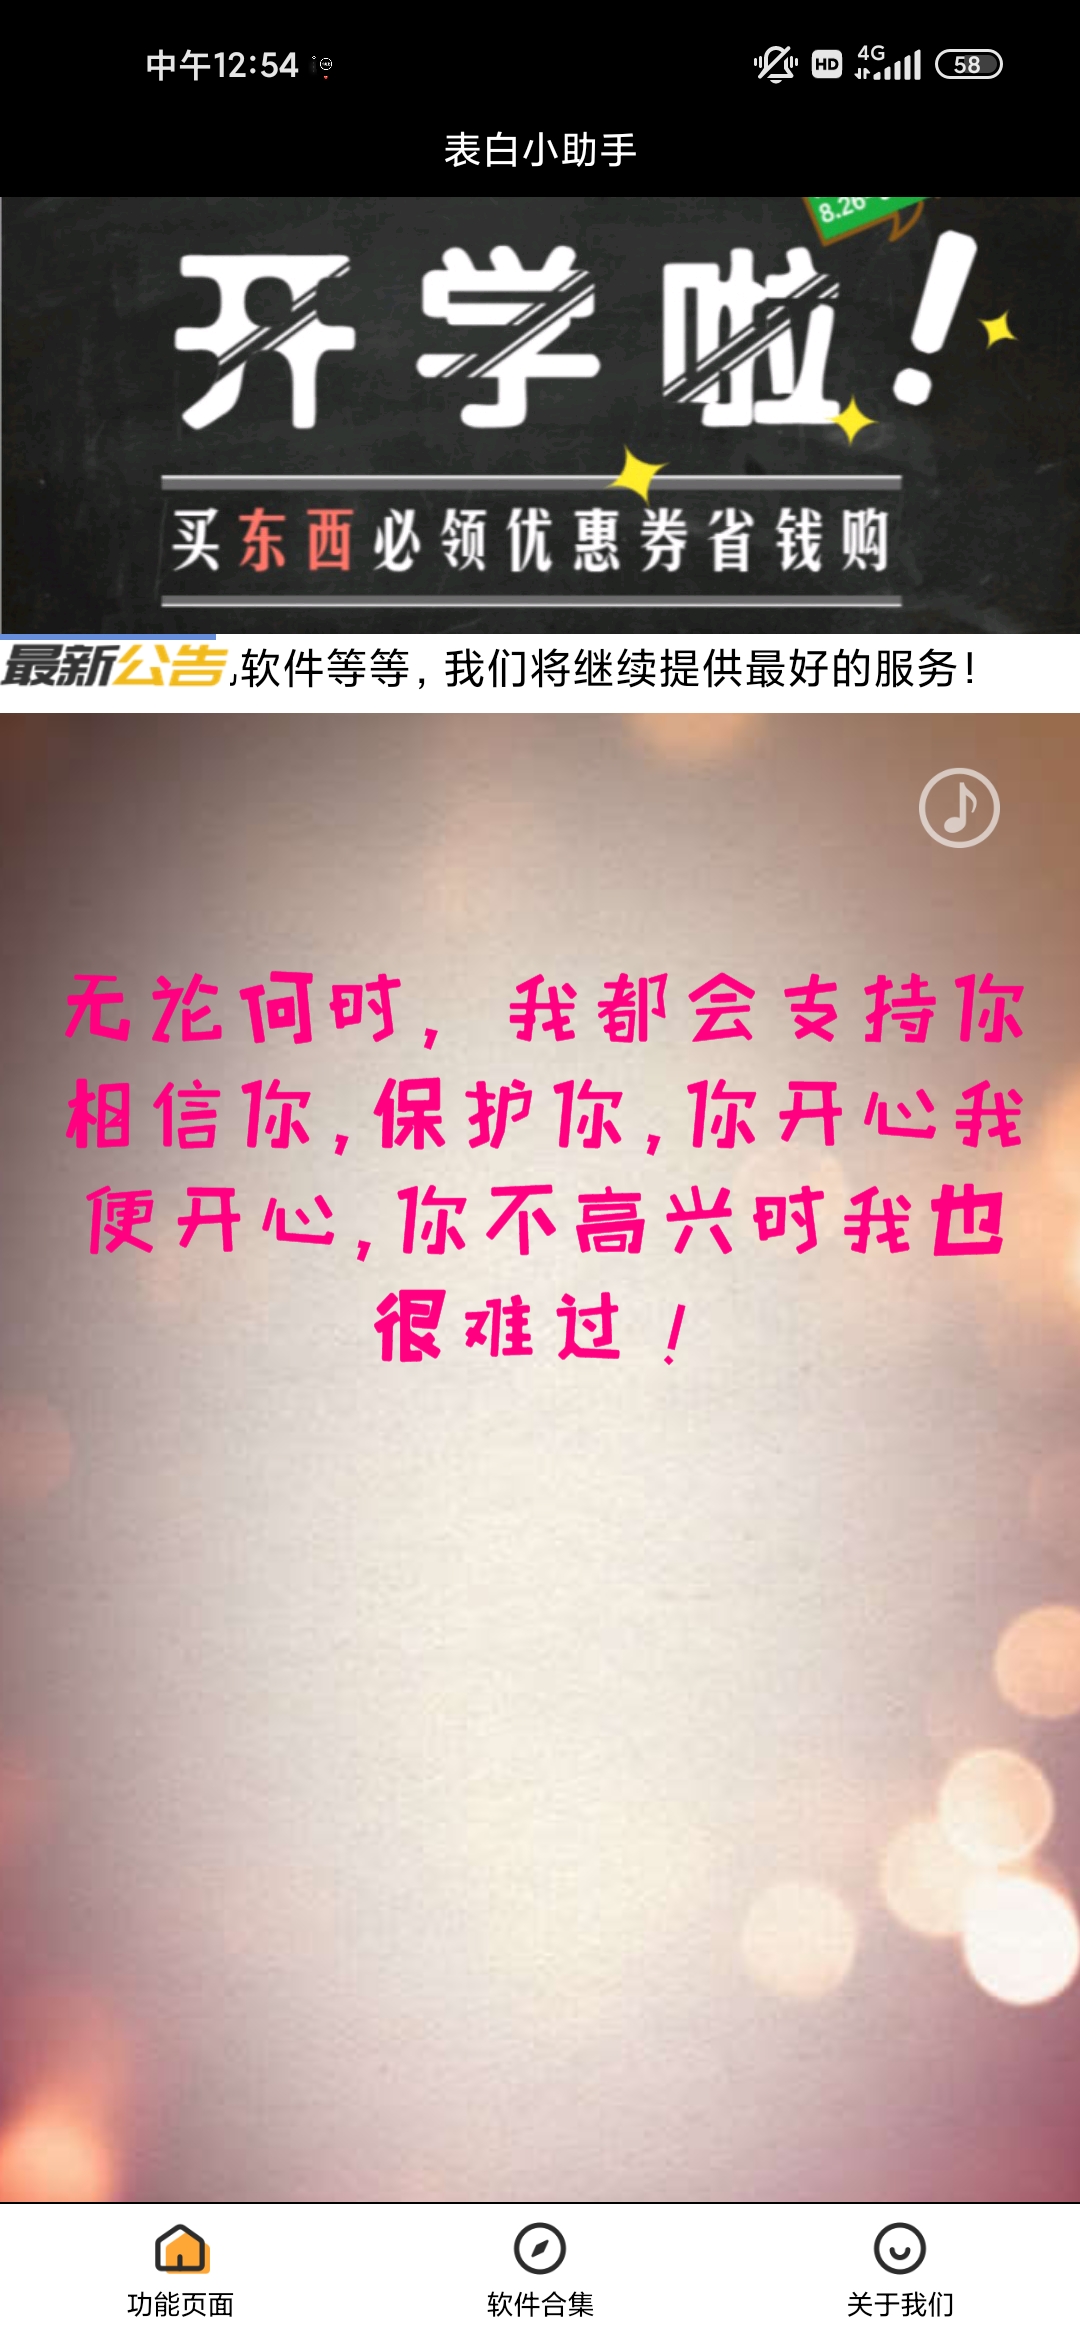 中午12:54
HD 4G 58
表白小助手
8.26
开学啦!
买东西必领优惠券省钱购
最新公告 软件等等,我们将继续提供最好的服务!
无论何时,我都会支持你
相信你,保护你,你开心我
便开心,你不高兴时我也
很难过!
功能页面 软件合集 关于我们